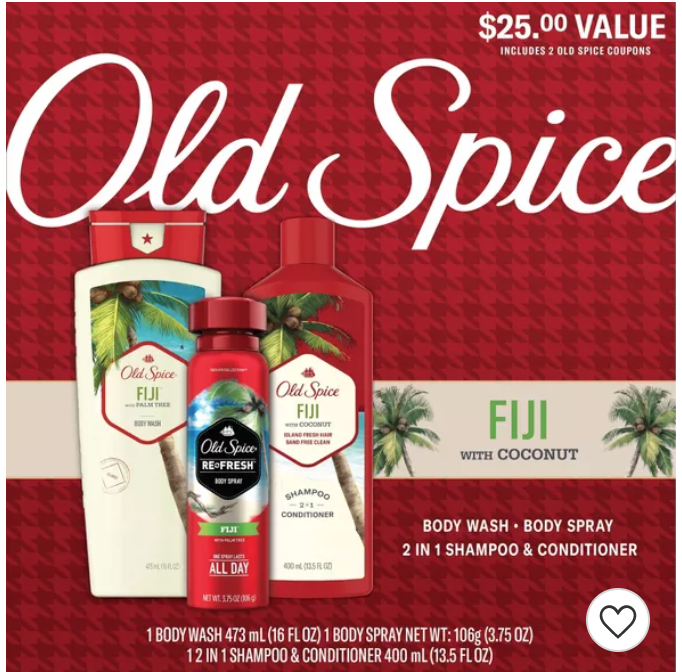 $25.00 VALUE
INCLUDES 2 OLD SPICE COUPONS
Old Spice
Old Spice
FIJI
WITH PALM TREE
BODY WASH
473 mL (16 FL OZ)
Old Spice
RE FRESH
BODY SPRAY
FIJI
WITH PALM TREE
ONE SPRAY LASTS
ALL DAY
NET WT. 3.75 OZ (106 g)
Old Spice
FIJI
WITH COCONUT
ISLAND FRESH HAIR
SAND FREE CLEAN
SHAMPOO
2 IN 1
CONDITIONER
400 mL (13.5 FL OZ)
FIJI
WITH COCONUT
BODY WASH • BODY SPRAY
2 IN 1 SHAMPOO & CONDITIONER
1 BODY WASH 473 mL (16 FL OZ) 1 BODY SPRAY NET WT: 106g (3.75 OZ)
1 2 IN 1 SHAMPOO & CONDITIONER 400 mL (13.5 FL OZ)